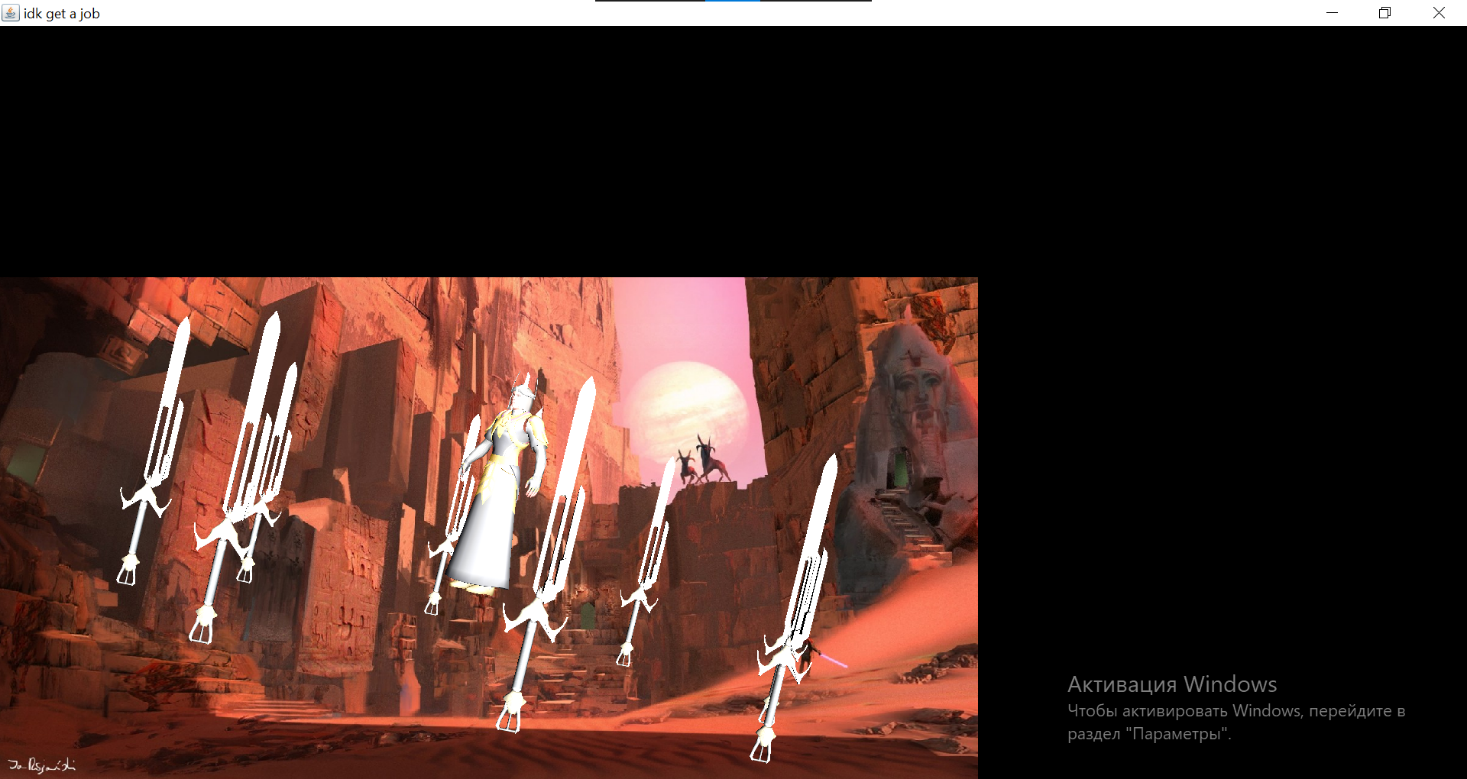 idk get a job
Активация Windows
Чтобы активировать Windows, перейдите в
раздел "Параметры".